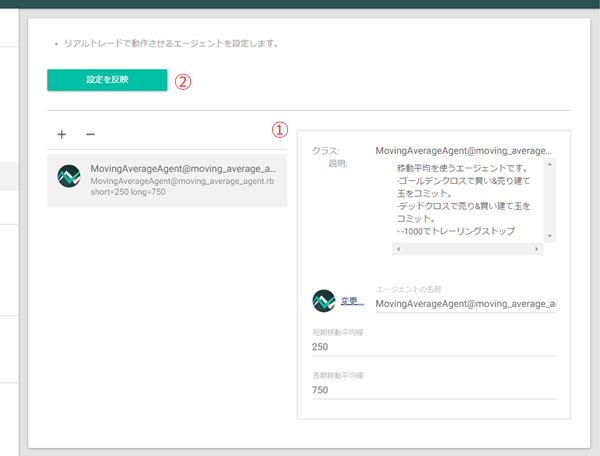 • リアルトレードで動作させるエージェントを設定します。
設定を反映
②
①
+ −
MovingAverageAgent@moving_average_a...
MovingAverageAgent@moving_average_agent.rb
short=250 long=750
クラス: MovingAverageAgent@moving_average...
説明: 移動平均を使うエージェントです。
-ゴールデンクロスで買い&売り建て
玉をコミット。
-デッドクロスで売り&買い建て玉を
コミット。
- -1000でトレーリングストップ
エージェントの名前
変更... MovingAverageAgent@moving_average_a
短期移動平均線
250
長期移動平均線
750